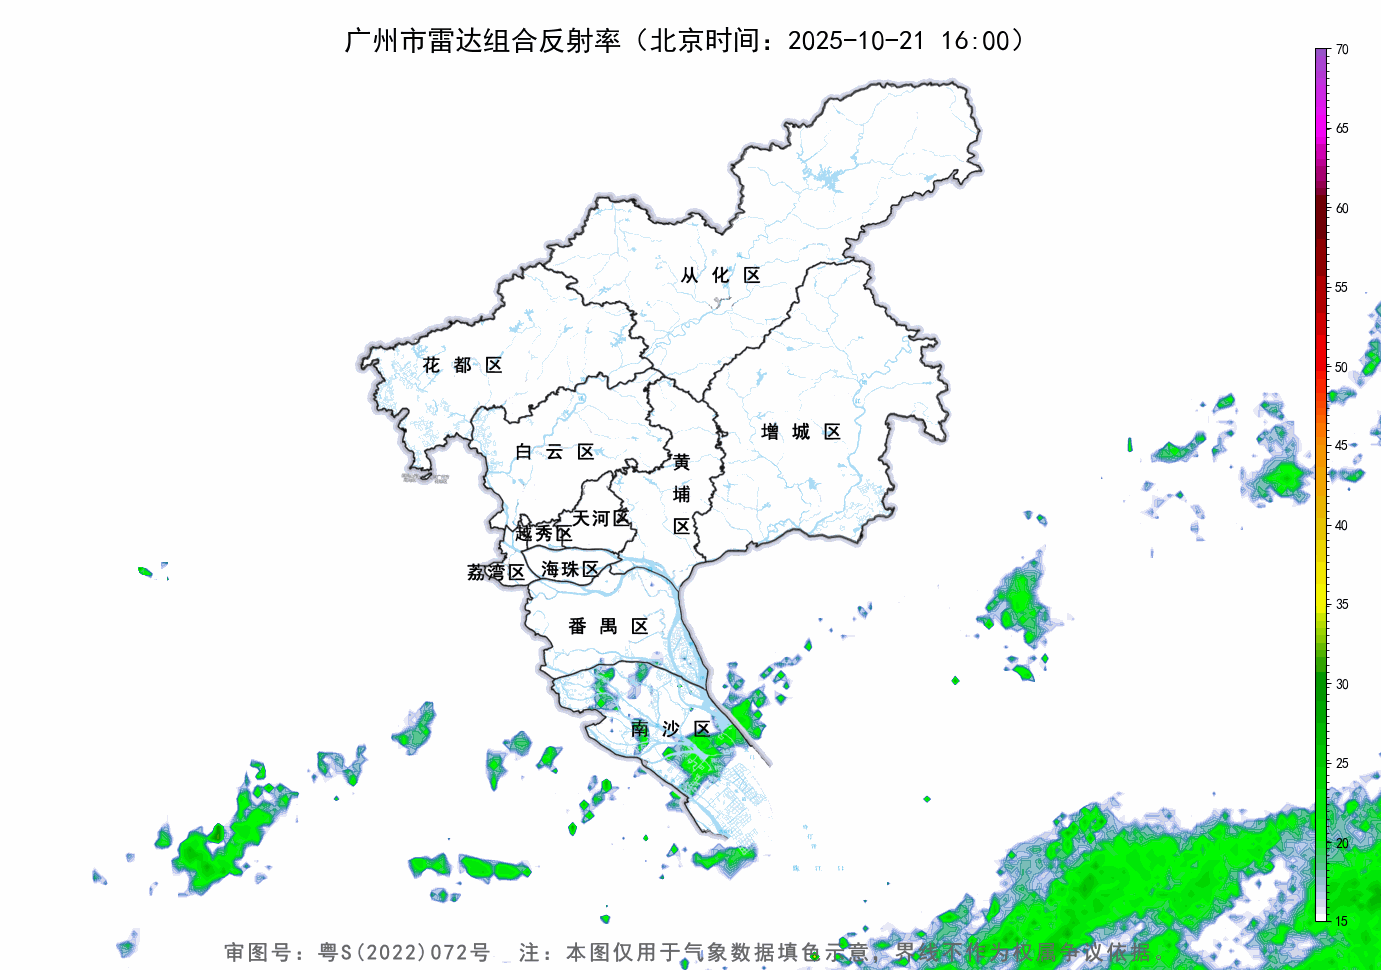 广州市雷达组合反射率（北京时间：2025-10-21 16:00）
70
65
60
55
50
45
40
35
30
25
20
15
从化区
花都区
增城区
白云区
黄埔区
天河区
越秀区
荔湾区
海珠区
番禺区
南沙区
审图号：粤S(2022)072号 注：本图仅用于气象数据填色示意，界线不作为权属争议依据。